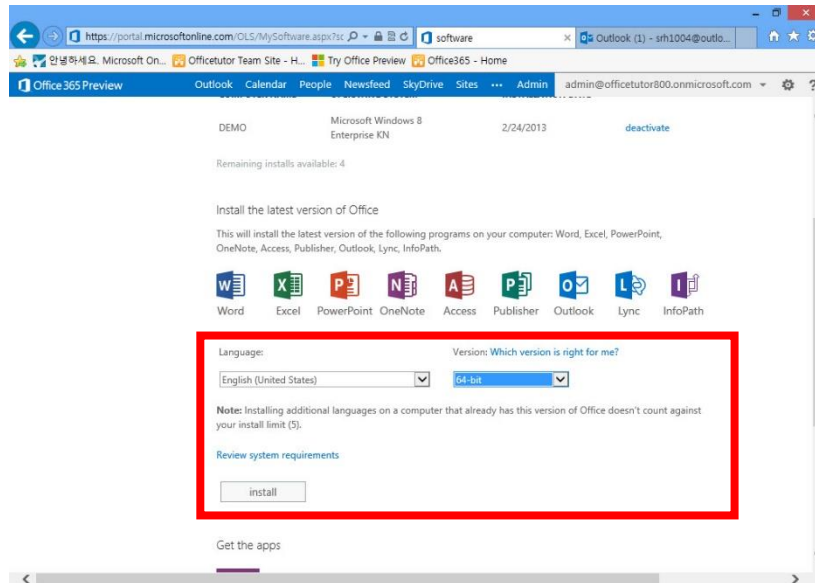 https://portal.microsoftonline.com/OLS/MySoftware.aspx?sc
software
Outlook (1) - srh1004@outlo...
안녕하세요. Microsoft On...
Officetutor Team Site - H...
Try Office Preview
Office365 - Home
Office 365 Preview
Outlook Calendar People Newsfeed SkyDrive Sites ••• Admin admin@officetutor800.onmicrosoft.com ?
DEMO
Microsoft Windows 8
Enterprise KN
2/24/2013
deactivate
Remaining installs available: 4
Install the latest version of Office
This will install the latest version of the following programs on your computer: Word, Excel, PowerPoint,
OneNote, Access, Publisher, Outlook, Lync, InfoPath.
Word Excel PowerPoint OneNote Access Publisher Outlook Lync InfoPath
Language:
Version: Which version is right for me?
English (United States)
64-bit
Note: Installing additional languages on a computer that already has this version of Office doesn't count against
your install limit (5).
Review system requirements
install
Get the apps